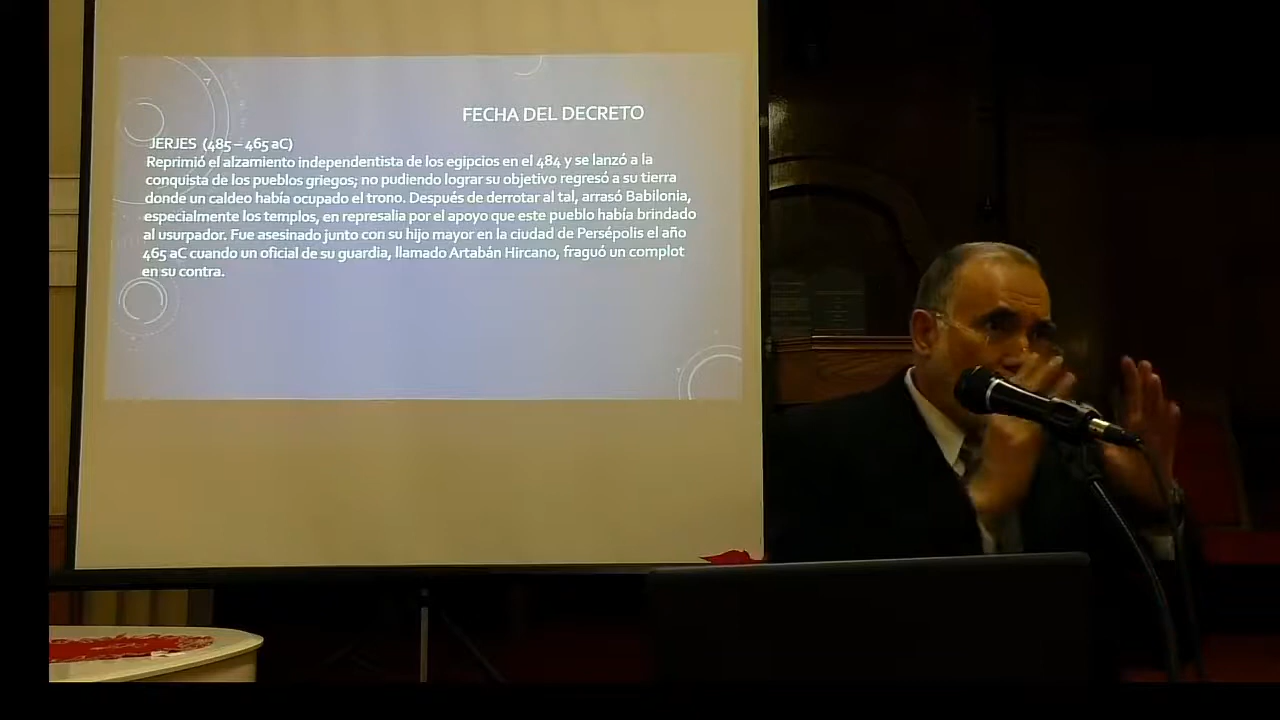 FECHA DEL DECRETO
JERJES (485 – 465 aC)
Reprimió el alzamiento independentista de los egipcios en el 484 y se lanzó a la
conquista de los pueblos griegos; no pudiendo lograr su objetivo regresó a su tierra
donde un caldeo había ocupado el trono. Después de derrotar al tal, arrasó Babilonia,
especialmente los templos, en represalia por el apoyo que este pueblo había brindado
al usurpador. Fue asesinado junto con su hijo mayor en la ciudad de Persépolis el año
465 aC cuando un oficial de su guardia, llamado Artabán Hircano, fraguó un complot
en su contra.